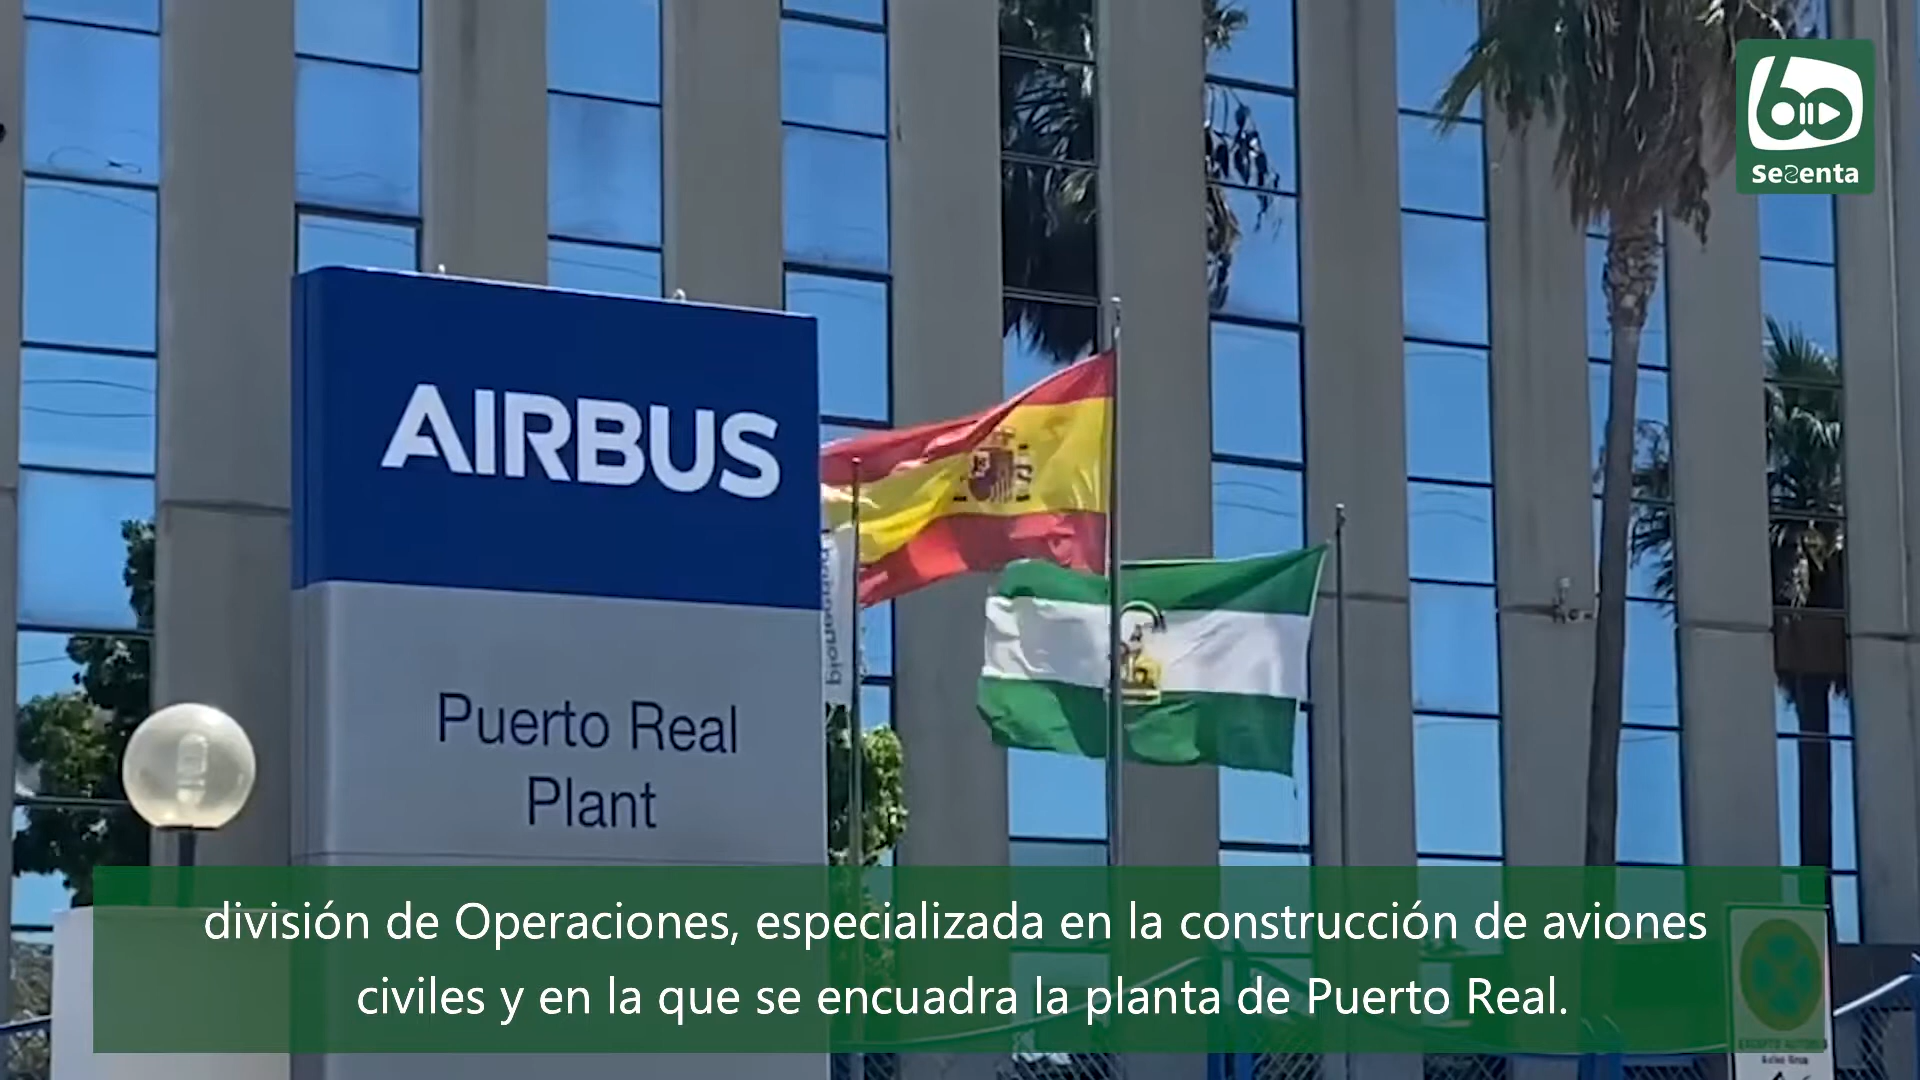 SeSenta
AIRBUS
Puerto Real
Plant
división de Operaciones, especializada en la construcción de aviones
civiles y en la que se encuadra la planta de Puerto Real.